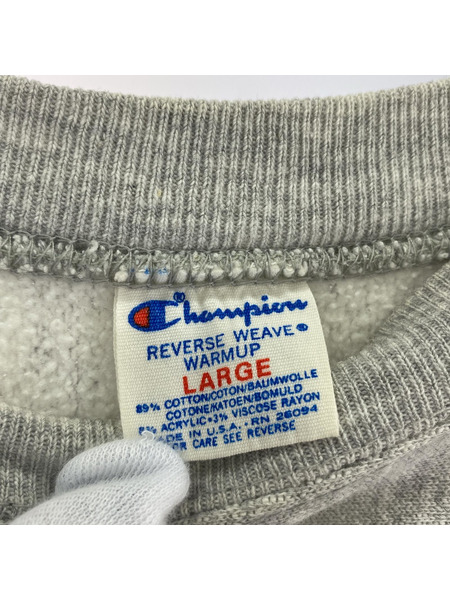 Champion®
REVERSE WEAVE®
WARMUP
LARGE
89% COTTON/COTON/BAUMWOLLE
COTONE/KATOEN/BOMULD
8% ACRYLIC•3% VISCOSE RAYON
MADE IN U.S.A.•RN 26094
FOR CARE SEE REVERSE